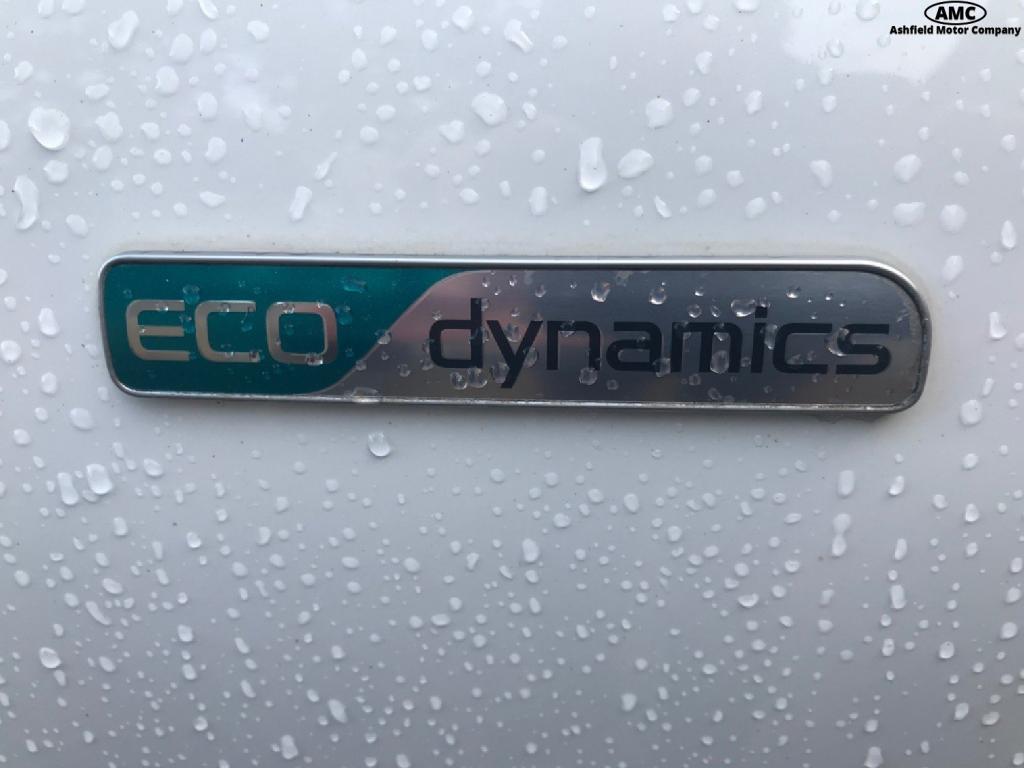 AMC
Ashfield Motor Company
ECO dynamics